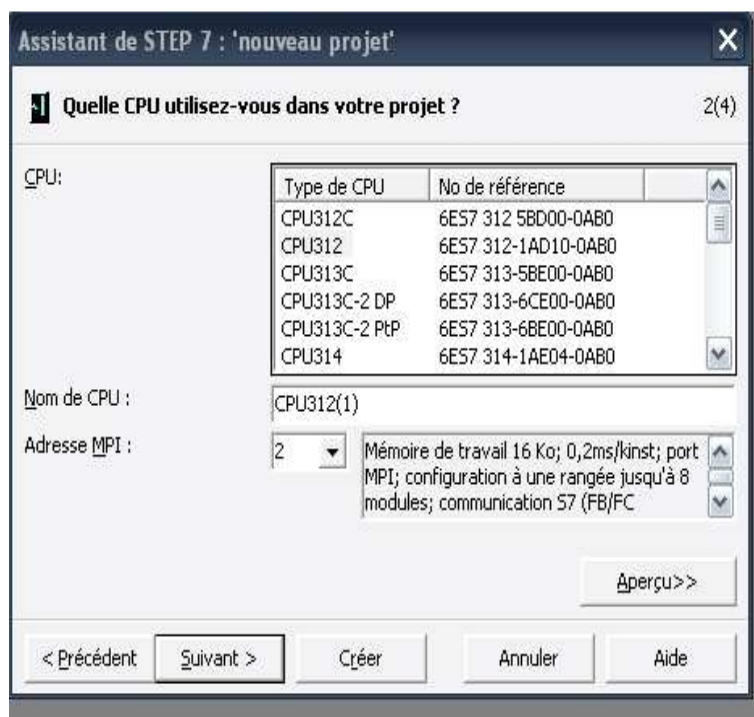 Assistant de STEP 7 : 'nouveau projet'
Quelle CPU utilisez-vous dans votre projet ? 2(4)
CPU:
Type de CPU No de référence
CPU312C 6ES7 312 5BD00-0AB0
CPU312 6ES7 312-1AD10-0AB0
CPU313C 6ES7 313-5BE00-0AB0
CPU313C-2 DP 6ES7 313-6CE00-0AB0
CPU313C-2 PtP 6ES7 313-6BE00-0AB0
CPU314 6ES7 314-1AE04-0AB0
Nom de CPU : CPU312(1)
Adresse MPI : 2
Mémoire de travail 16 Ko; 0,2ms/kinst; port
MPI; configuration à une rangée jusqu'à 8
modules; communication S7 (FB/FC
Aperçu>>
< Précédent Suivant > Créer Annuler Aide